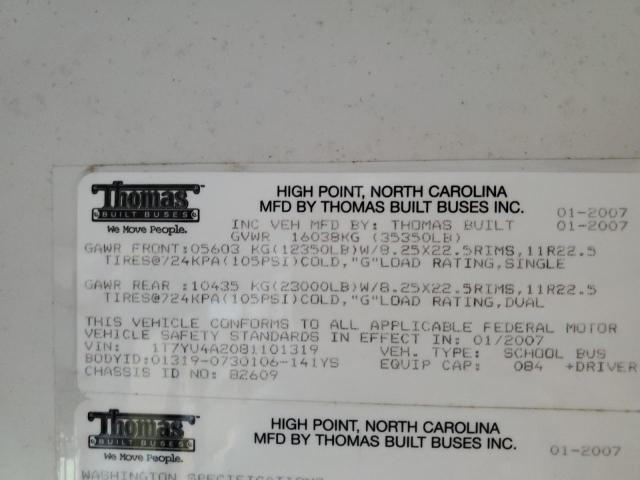 Thomas
BUILT BUSES
We Move People.
HIGH POINT, NORTH CAROLINA
MFD BY THOMAS BUILT BUSES INC. 01-2007
INC VEH MFD BY: THOMAS BUILT 01-2007
GVWR 16038KG (35350LB)
GAWR FRONT:05603 KG(12350LB)W/8.25X22.5RIMS,11R22.5
TIRES@724KPA(105PSI)COLD,"G"LOAD RATING,SINGLE
GAWR REAR :10435 KG(23000LB)W/8.25X22.5RIMS,11R22.5
TIRES@724KPA(105PSI)COLD,"G"LOAD RATING,DUAL
THIS VEHICLE CONFORMS TO ALL APPLICABLE FEDERAL MOTOR
VEHICLE SAFETY STANDARDS IN EFFECT IN: 01/2007
VIN: 1T7YU4A2081101319 VEH. TYPE: SCHOOL BUS
BODYID:01319-0730106-141YS EQUIP CAP: 084 +DRIVER
CHASSIS ID NO: 82609
Thomas
BUILT BUSES
We Move People.
HIGH POINT, NORTH CAROLINA
MFD BY THOMAS BUILT BUSES INC. 01-2007
WASHINGTON SPECIFICATIONS